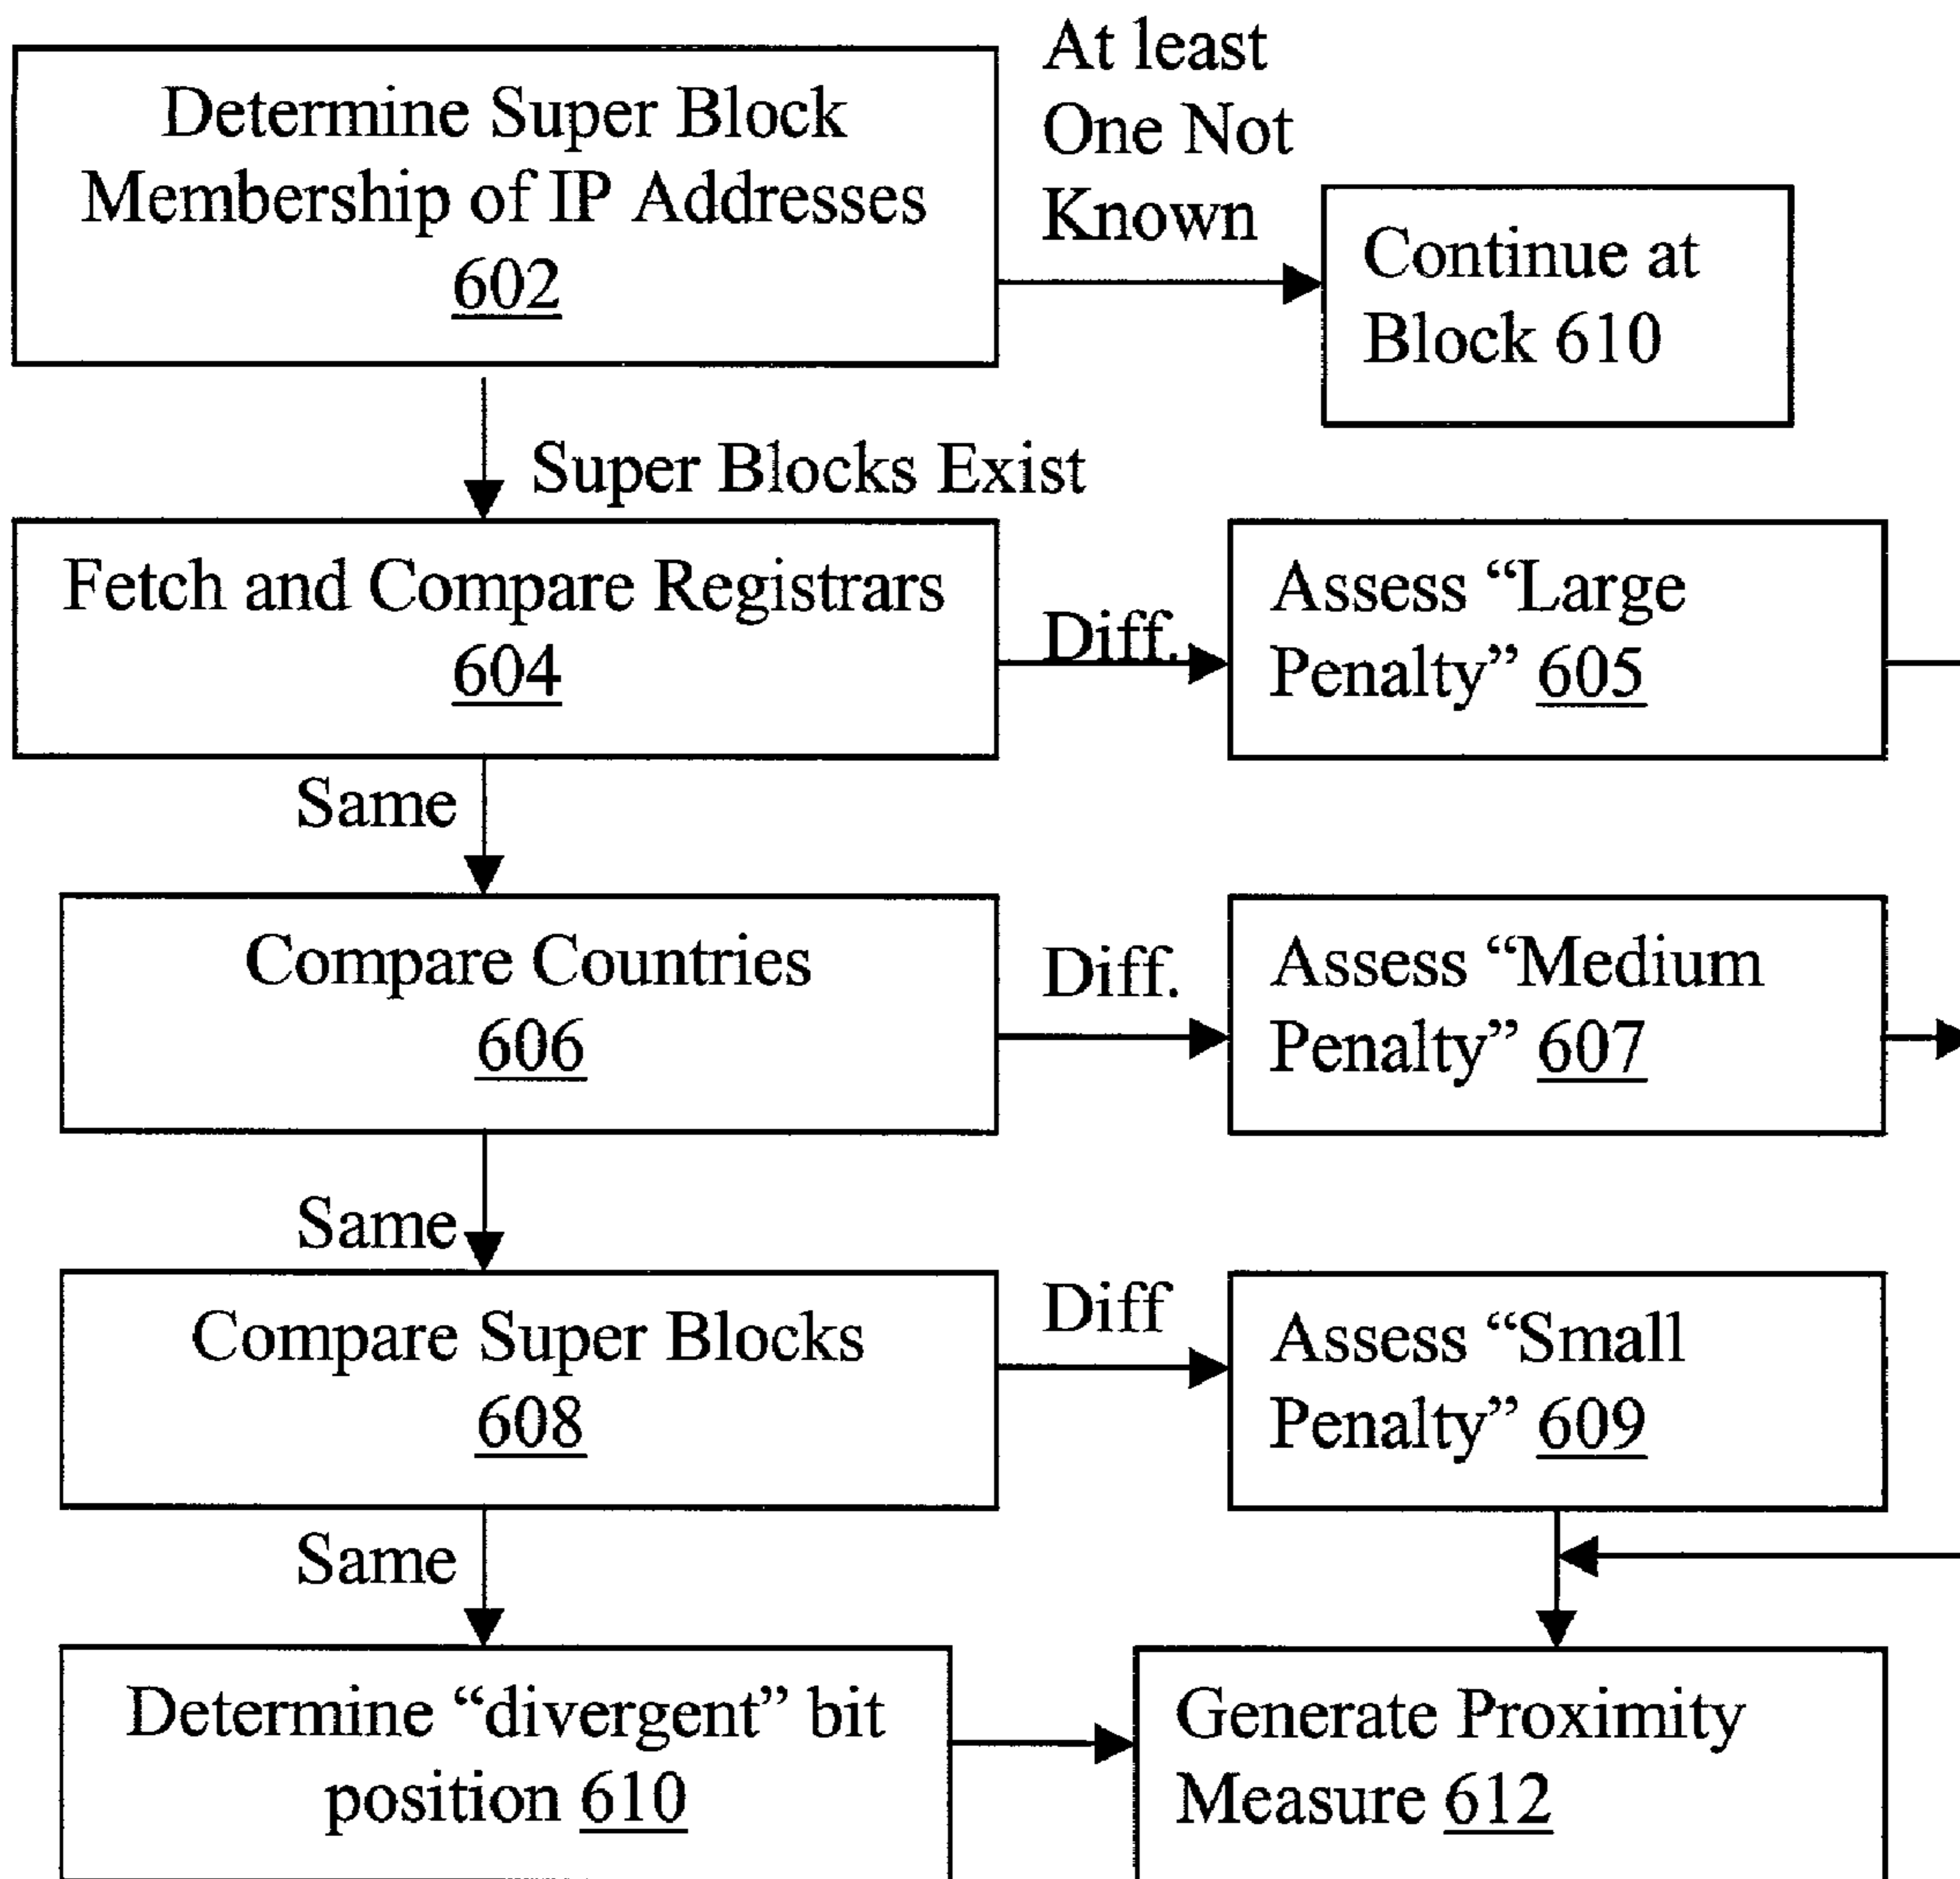 Determine Super Block
Membership of IP Addresses
602
At least
One Not
Known
Continue at
Block 610
Super Blocks Exist
Fetch and Compare Registrars
604
Diff.
Assess “Large
Penalty” 605
Same
Compare Countries
606
Diff.
Assess “Medium
Penalty” 607
Same
Compare Super Blocks
608
Diff
Assess “Small
Penalty” 609
Same
Determine “divergent” bit
position 610
Generate Proximity
Measure 612